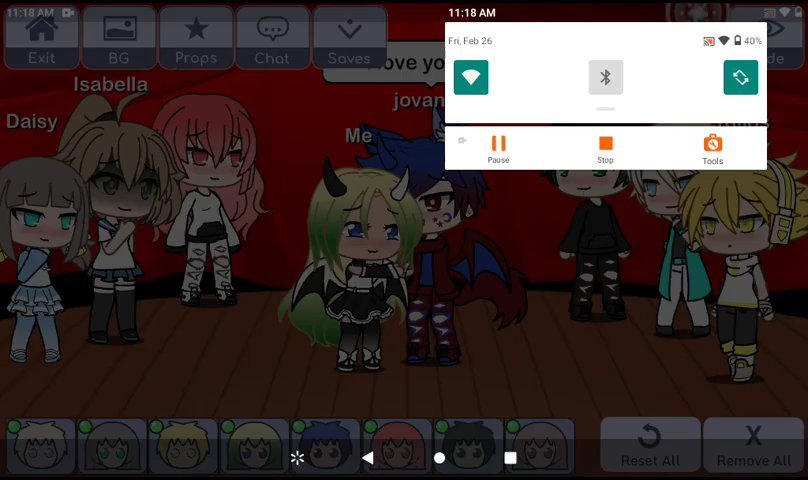 11:18 AM
11:18 AM
Fri, Feb 26
40%
Exit
BG
Props
Chat
Saves
Pause
Stop
Tools
Isabella
Daisy
Me
Reset All
Remove All